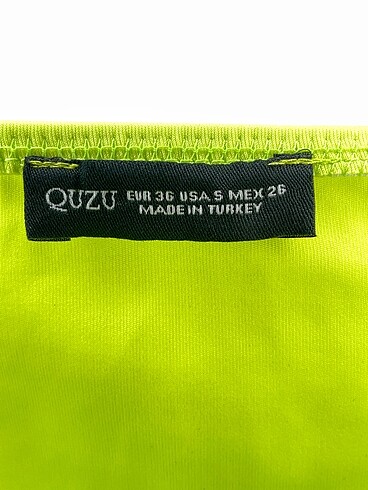 QUZU EUR 36 USA S MEX 26
MADE IN TURKEY